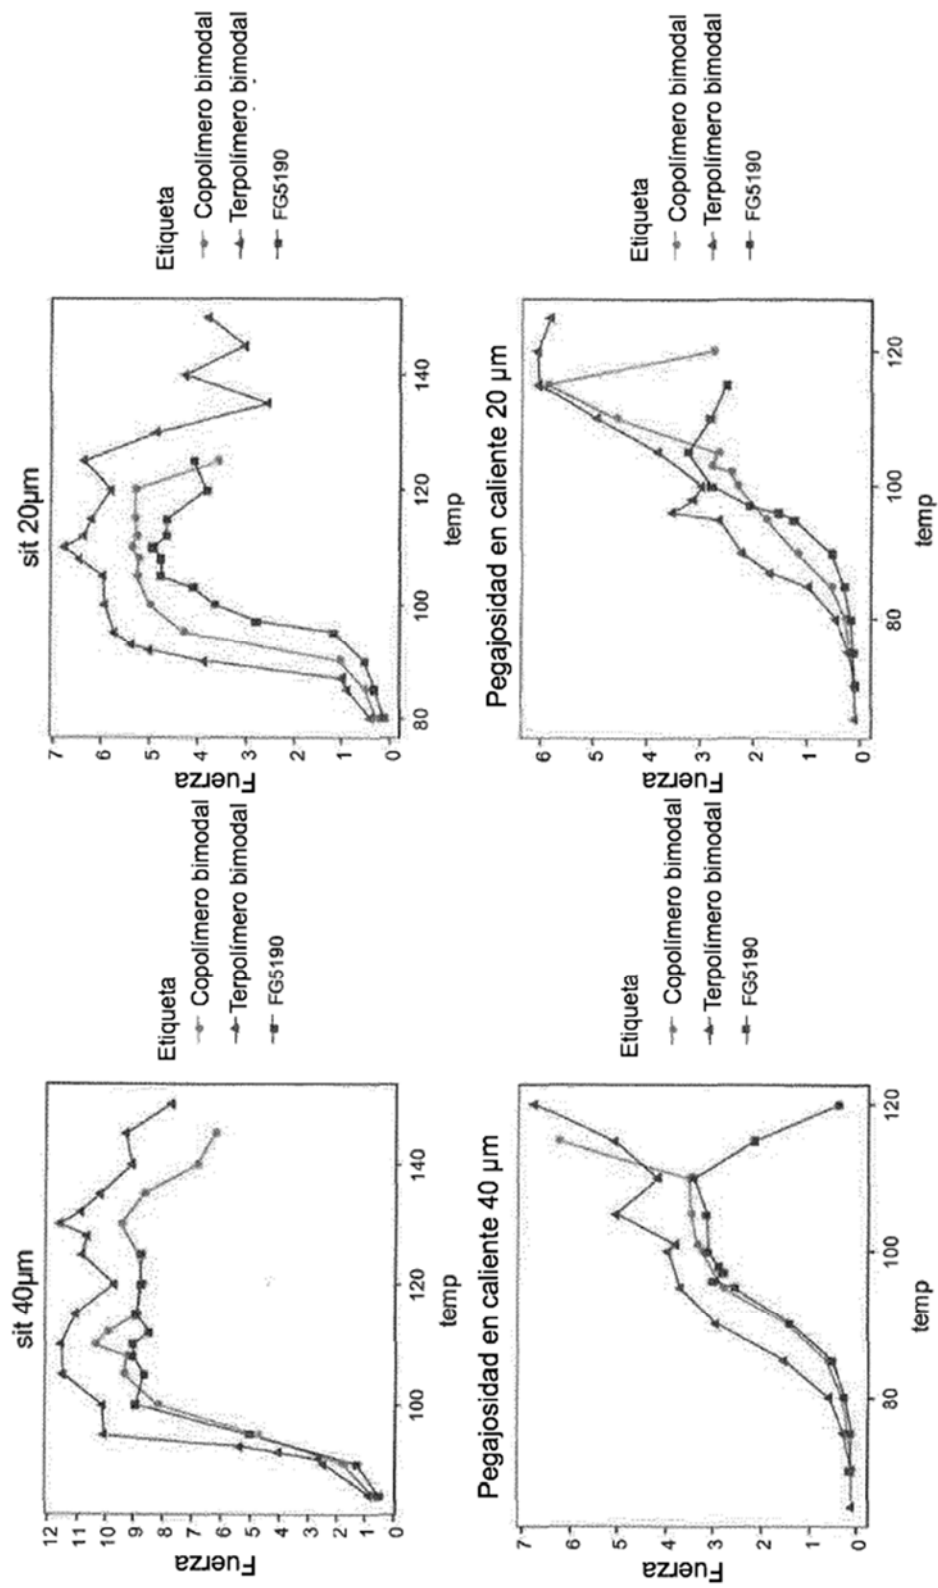 sit 40µm
Fuerza
12
11
10
9
8
7
6
5
4
3
2
1
0
100
120
140
temp
Etiqueta
Copolímero bimodal
Terpolímero bimodal
FG5190
sit 20µm
Fuerza
7
6
5
4
3
2
1
0
80
100
120
140
temp
Etiqueta
Copolímero bimodal
Terpolímero bimodal
FG5190
Pegajosidad en caliente 40 µm
Fuerza
7
6
5
4
3
2
1
0
80
100
120
temp
Etiqueta
Copolímero bimodal
Terpolímero bimodal
FG5190
Pegajosidad en caliente 20 µm
Fuerza
6
5
4
3
2
1
0
80
100
120
temp
Etiqueta
Copolímero bimodal
Terpolímero bimodal
FG5190